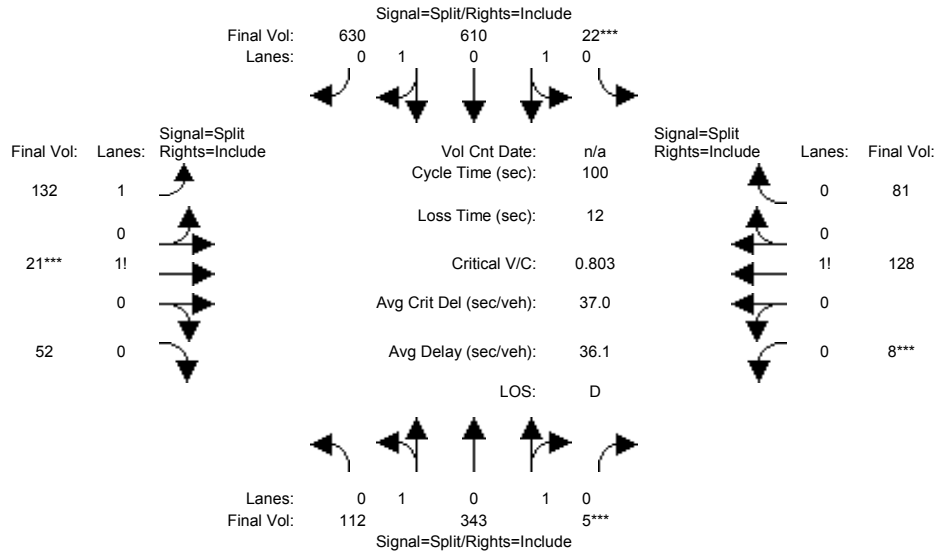 Signal=Split/Rights=Include
Final Vol: 630 610 22***
Lanes: 0 1 0 1 0
Signal=Split
Final Vol: Lanes: Rights=Include
Vol Cnt Date: n/a
Signal=Split
Rights=Include Lanes: Final Vol:
Cycle Time (sec): 100
132 1
0 81
Loss Time (sec): 12
0
0
21*** 1!
Critical V/C: 0.803
1! 128
0
Avg Crit Del (sec/veh): 37.0
0
52 0
Avg Delay (sec/veh): 36.1
0 8***
LOS: D
Lanes: 0 1 0 1 0
Final Vol: 112 343 5***
Signal=Split/Rights=Include